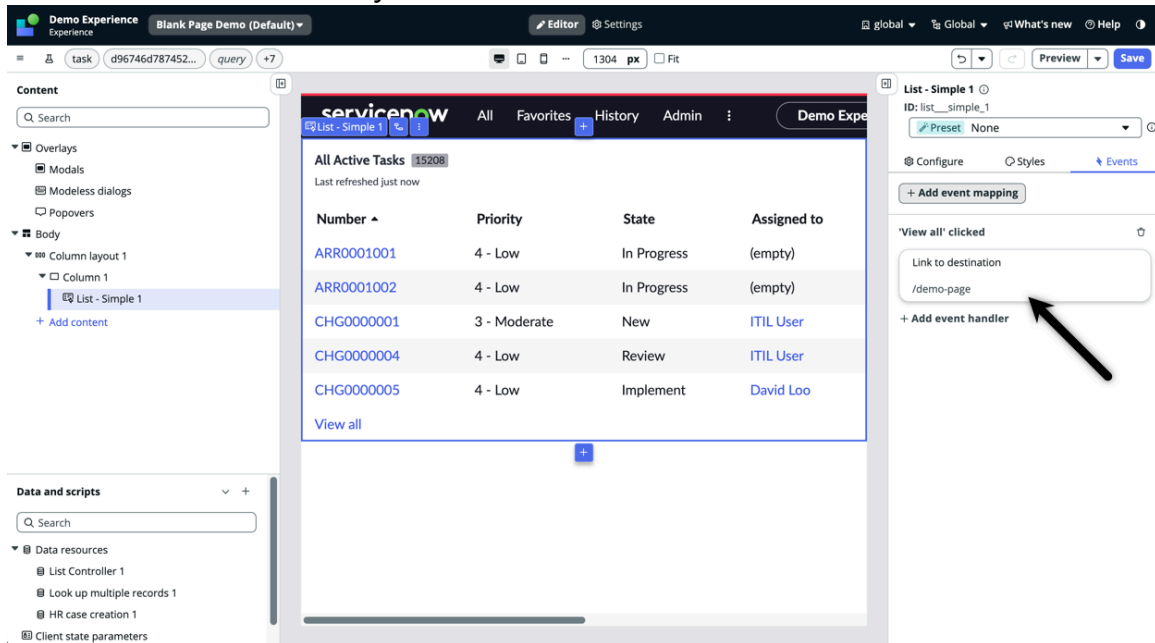 Demo Experience
Experience
Blank Page Demo (Default)
Editor
Settings
global
Global
What's new
Help
task
d96746d787452...
query
+7
1304 px
Fit
Preview
Save
Content
Search
Overlays
Modals
Modeless dialogs
Popovers
Body
Column layout 1
Column 1
List - Simple 1
+ Add content
Data and scripts
Search
Data resources
List Controller 1
Look up multiple records 1
HR case creation 1
Client state parameters
servicenow
All Favorites History Admin
Demo Expe
List - Simple 1
All Active Tasks 15208
Last refreshed just now
Number Priority State Assigned to
ARR0001001 4 - Low In Progress (empty)
ARR0001002 4 - Low In Progress (empty)
CHG0000001 3 - Moderate New ITIL User
CHG0000004 4 - Low Review ITIL User
CHG0000005 4 - Low Implement David Loo
View all
List - Simple 1
ID: list__simple_1
Preset None
Configure Styles Events
+ Add event mapping
'View all' clicked
Link to destination
/demo-page
+ Add event handler